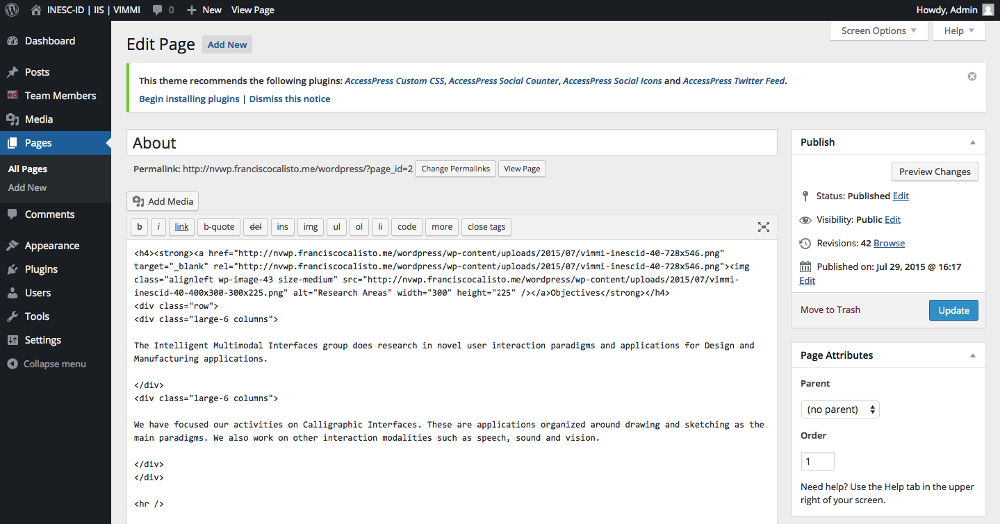 INESC-ID | IIS | VIMMI 0 New View Page Howdy, Admin
Dashboard
Posts
Team Members
Media
Pages
All Pages
Add New
Comments
Appearance
Plugins
Users
Tools
Settings
Collapse menu
Screen Options Help
Edit Page Add New
This theme recommends the following plugins: AccessPress Custom CSS, AccessPress Social Counter, AccessPress Social Icons and AccessPress Twitter Feed.
Begin installing plugins | Dismiss this notice
About
Permalink: http://nvwp.franciscocalisto.me/wordpress/?page_id=2 Change Permalinks View Page
Add Media
b i link b-quote del ins img ul ol li code more close tags
<h4><strong><a href="http://nvwp.franciscocalisto.me/wordpress/wp-content/uploads/2015/07/vimmi-inescid-40-728x546.png"
target="_blank" rel="http://nvwp.franciscocalisto.me/wordpress/wp-content/uploads/2015/07/vimmi-inescid-40-728x546.png"><img
class="alignleft wp-image-43 size-medium" src="http://nvwp.franciscocalisto.me/wordpress/wp-content/uploads/2015/07/vimmi-
inescid-40-400x300-300x225.png" alt="Research Areas" width="300" height="225" /></a>Objectives</strong></h4>
<div class="row">
<div class="large-6 columns">
The Intelligent Multimodal Interfaces group does research in novel user interaction paradigms and applications for Design and
Manufacturing applications.
</div>
<div class="large-6 columns">
We have focused our activities on Calligraphic Interfaces. These are applications organized around drawing and sketching as the
main paradigms. We also work on other interaction modalities such as speech, sound and vision.
</div>
</div>
<hr />
Publish
Preview Changes
Status: Published Edit
Visibility: Public Edit
Revisions: 42 Browse
Published on: Jul 29, 2015 @ 16:17
Edit
Move to Trash Update
Page Attributes
Parent
(no parent)
Order
1
Need help? Use the Help tab in the upper
right of your screen.